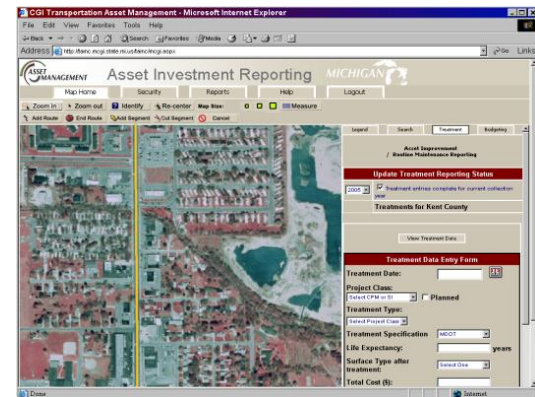 CGI Transportation Asset Management - Microsoft Internet Explorer
File Edit View Favorites Tools Help
Back Search Favorites Media
Address Go Links
ASSET MANAGEMENT Asset Investment Reporting MICHIGAN
Map Home Security Reports Help Logout
Zoom in Zoom out Identify Re-center Map Size: Measure
Add Route End Route Add Segment Cut Segment Cancel
Legend Search Treatment Budgeting
Asset Improvement
/ Routine Maintenance Reporting
Update Treatment Reporting Status
2005 Treatment entries complete for current collection
year
Treatments for Kent County
View Treatment Data
Treatment Data Entry Form
Treatment Date:
Project Class:
Select CPM or SI Planned
Treatment Type:
Select Project Class
Treatment Specification MDOT
Life Expectancy: years
Surface Type after Select One
treatment:
Total Cost ($):
Done Internet